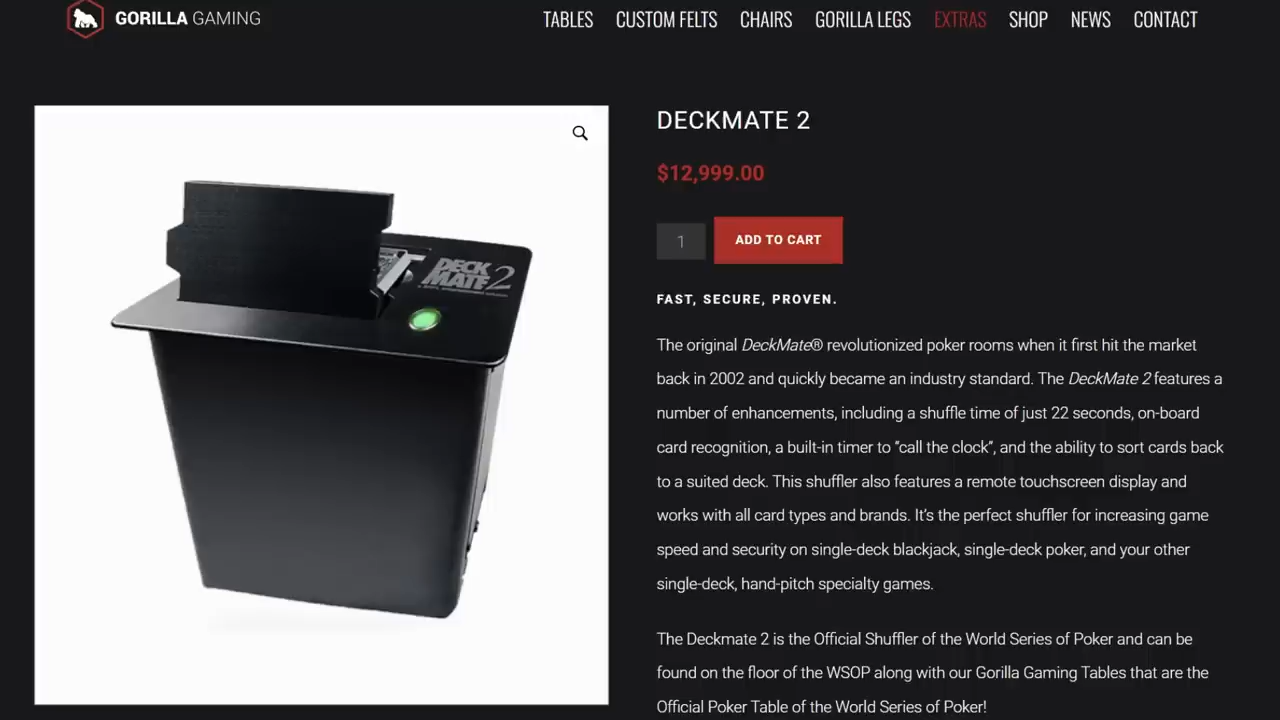 GORILLA GAMING
TABLES CUSTOM FELTS CHAIRS GORILLA LEGS EXTRAS SHOP NEWS CONTACT
DECKMATE 2
$12,999.00
1
ADD TO CART
DECK
MATE 2
FAST, SECURE, PROVEN.
The original DeckMate® revolutionized poker rooms when it first hit the market
back in 2002 and quickly became an industry standard. The DeckMate 2 features a
number of enhancements, including a shuffle time of just 22 seconds, on-board
card recognition, a built-in timer to “call the clock”, and the ability to sort cards back
to a suited deck. This shuffler also features a remote touchscreen display and
works with all card types and brands. It’s the perfect shuffler for increasing game
speed and security on single-deck blackjack, single-deck poker, and your other
single-deck, hand-pitch specialty games.
The Deckmate 2 is the Official Shuffler of the World Series of Poker and can be
found on the floor of the WSOP along with our Gorilla Gaming Tables that are the
Official Poker Table of the World Series of Poker!